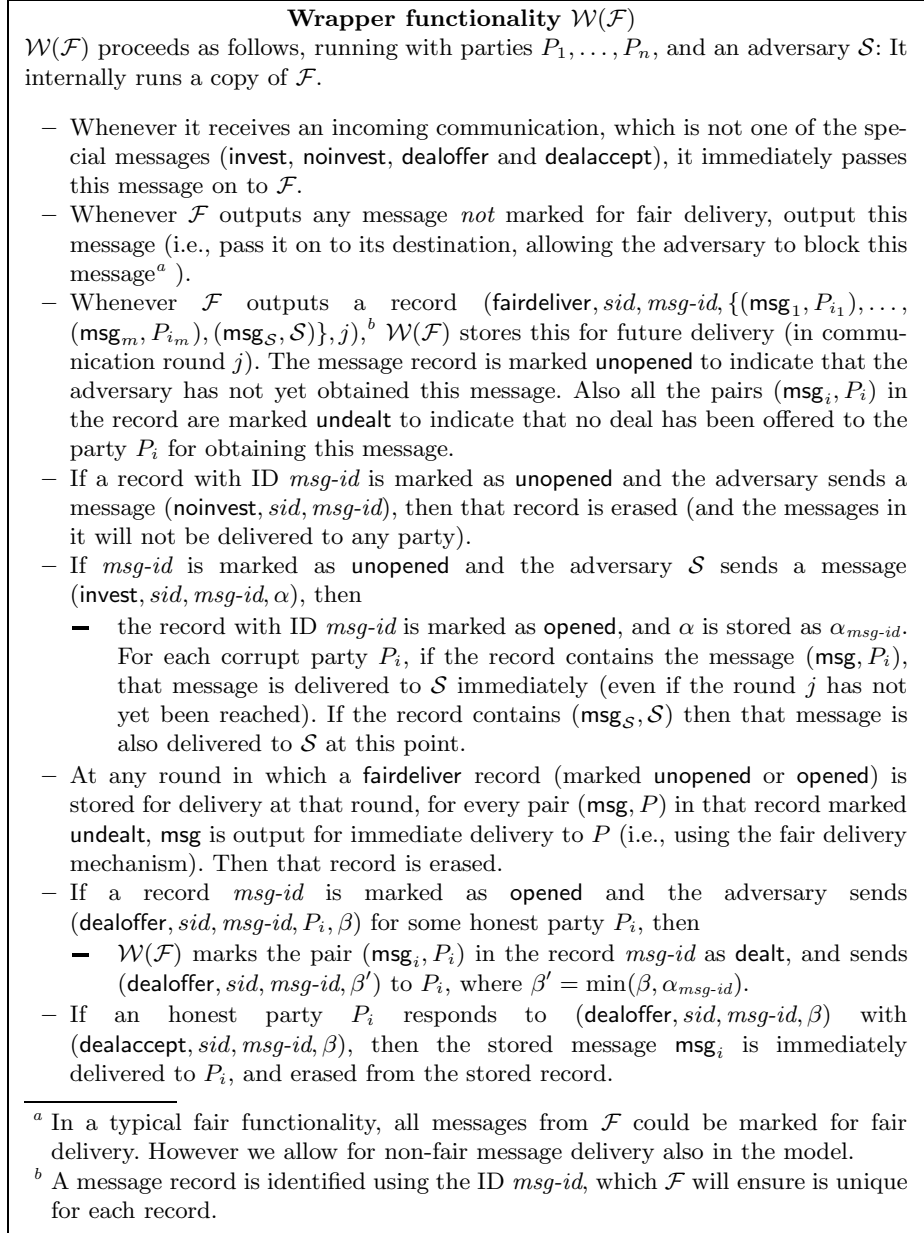 Wrapper functionality 𝒲(ℱ)
𝒲(ℱ) proceeds as follows, running with parties P₁, . . . , Pₙ, and an adversary 𝒮: It
internally runs a copy of ℱ.
– Whenever it receives an incoming communication, which is not one of the spe-
cial messages (invest, noinvest, dealoffer and dealaccept), it immediately passes
this message on to ℱ.
– Whenever ℱ outputs any message not marked for fair delivery, output this
message (i.e., pass it on to its destination, allowing the adversary to block this
messageᵃ ).
– Whenever ℱ outputs a record (fairdeliver, sid, msg-id, {(msg₁, P_{i₁}), . . . ,
(msgₘ, P_{iₘ}), (msg_𝒮, 𝒮)}, j),ᵇ 𝒲(ℱ) stores this for future delivery (in commu-
nication round j). The message record is marked unopened to indicate that the
adversary has not yet obtained this message. Also all the pairs (msgᵢ, Pᵢ) in
the record are marked undealt to indicate that no deal has been offered to the
party Pᵢ for obtaining this message.
– If a record with ID msg-id is marked as unopened and the adversary sends a
message (noinvest, sid, msg-id), then that record is erased (and the messages in
it will not be delivered to any party).
– If msg-id is marked as unopened and the adversary 𝒮 sends a message
(invest, sid, msg-id, α), then
– the record with ID msg-id is marked as opened, and α is stored as α_{msg-id}.
For each corrupt party Pᵢ, if the record contains the message (msg, Pᵢ),
that message is delivered to 𝒮 immediately (even if the round j has not
yet been reached). If the record contains (msg_𝒮, 𝒮) then that message is
also delivered to 𝒮 at this point.
– At any round in which a fairdeliver record (marked unopened or opened) is
stored for delivery at that round, for every pair (msg, P) in that record marked
undealt, msg is output for immediate delivery to P (i.e., using the fair delivery
mechanism). Then that record is erased.
– If a record msg-id is marked as opened and the adversary sends
(dealoffer, sid, msg-id, Pᵢ, β) for some honest party Pᵢ, then
– 𝒲(ℱ) marks the pair (msgᵢ, Pᵢ) in the record msg-id as dealt, and sends
(dealoffer, sid, msg-id, β′) to Pᵢ, where β′ = min(β, α_{msg-id}).
– If an honest party Pᵢ responds to (dealoffer, sid, msg-id, β) with
(dealaccept, sid, msg-id, β), then the stored message msgᵢ is immediately
delivered to Pᵢ, and erased from the stored record.
ᵃ In a typical fair functionality, all messages from ℱ could be marked for fair
delivery. However we allow for non-fair message delivery also in the model.
ᵇ A message record is identified using the ID msg-id, which ℱ will ensure is unique
for each record.